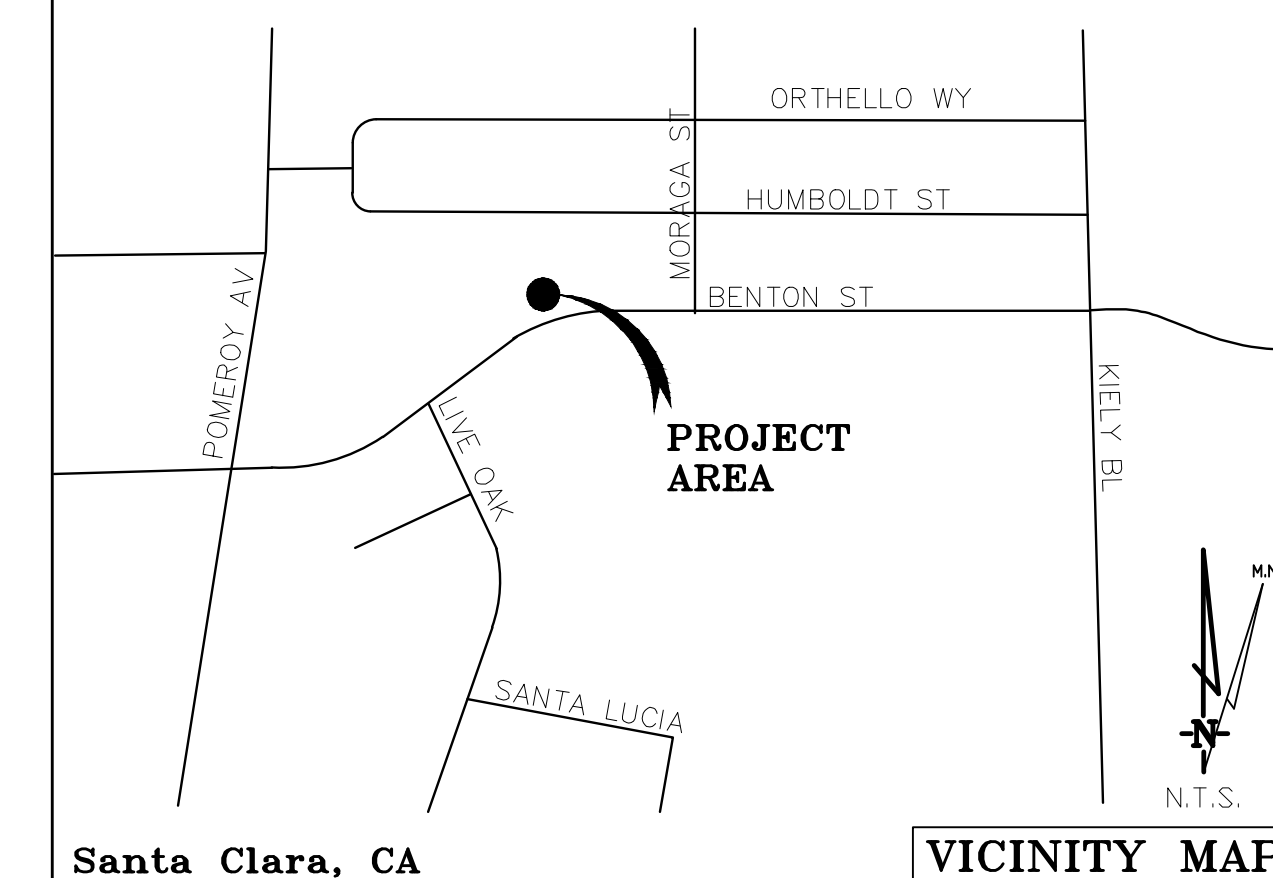 ORTHELLO WY
MORAGA ST
HUMBOLDT ST
BENTON ST
POMEROY AV
LIVE OAK
KIELY BL
PROJECT
AREA
SANTA LUCIA
M.N
N
N.T.S.
Santa Clara, CA
VICINITY MAP